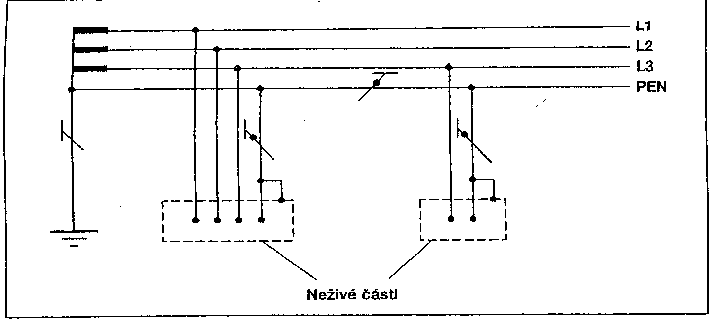 L1
L2
L3
PEN
Neživé části